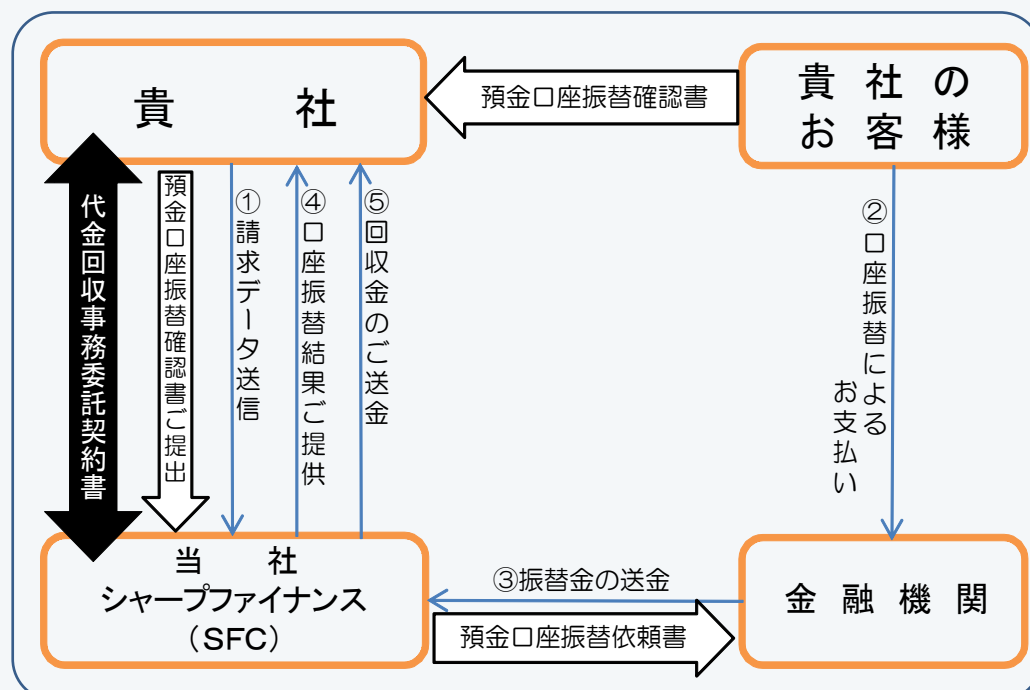 貴社
預金口座振替確認書
貴社の
お客様
代金回収事務委託契約書
預金口座振替確認書ご提出
①請求データ送信
④口座振替結果ご提供
⑤回収金のご送金
②口座振替による
お支払い
当社
シャープファイナンス
（SFC）
③振替金の送金
預金口座振替依頼書
金融機関